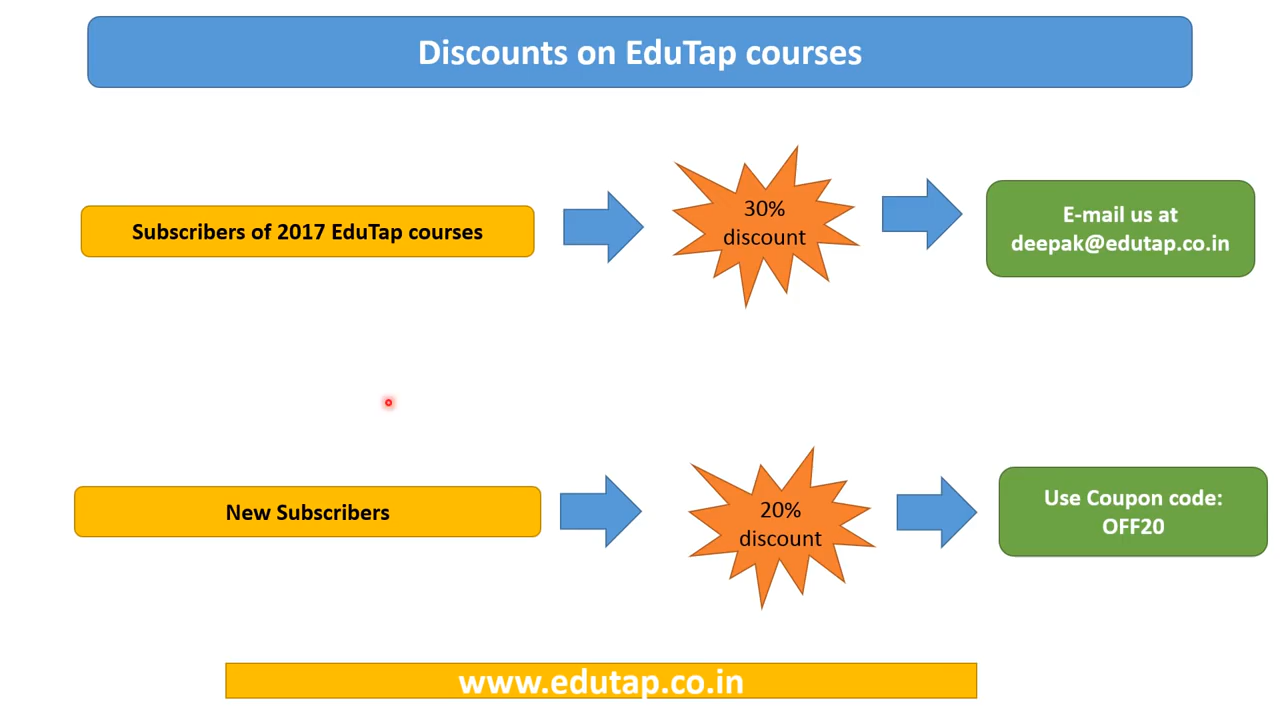 Discounts on EduTap courses
Subscribers of 2017 EduTap courses
30%
discount
E-mail us at
deepak@edutap.co.in
New Subscribers
20%
discount
Use Coupon code:
OFF20
www.edutap.co.in